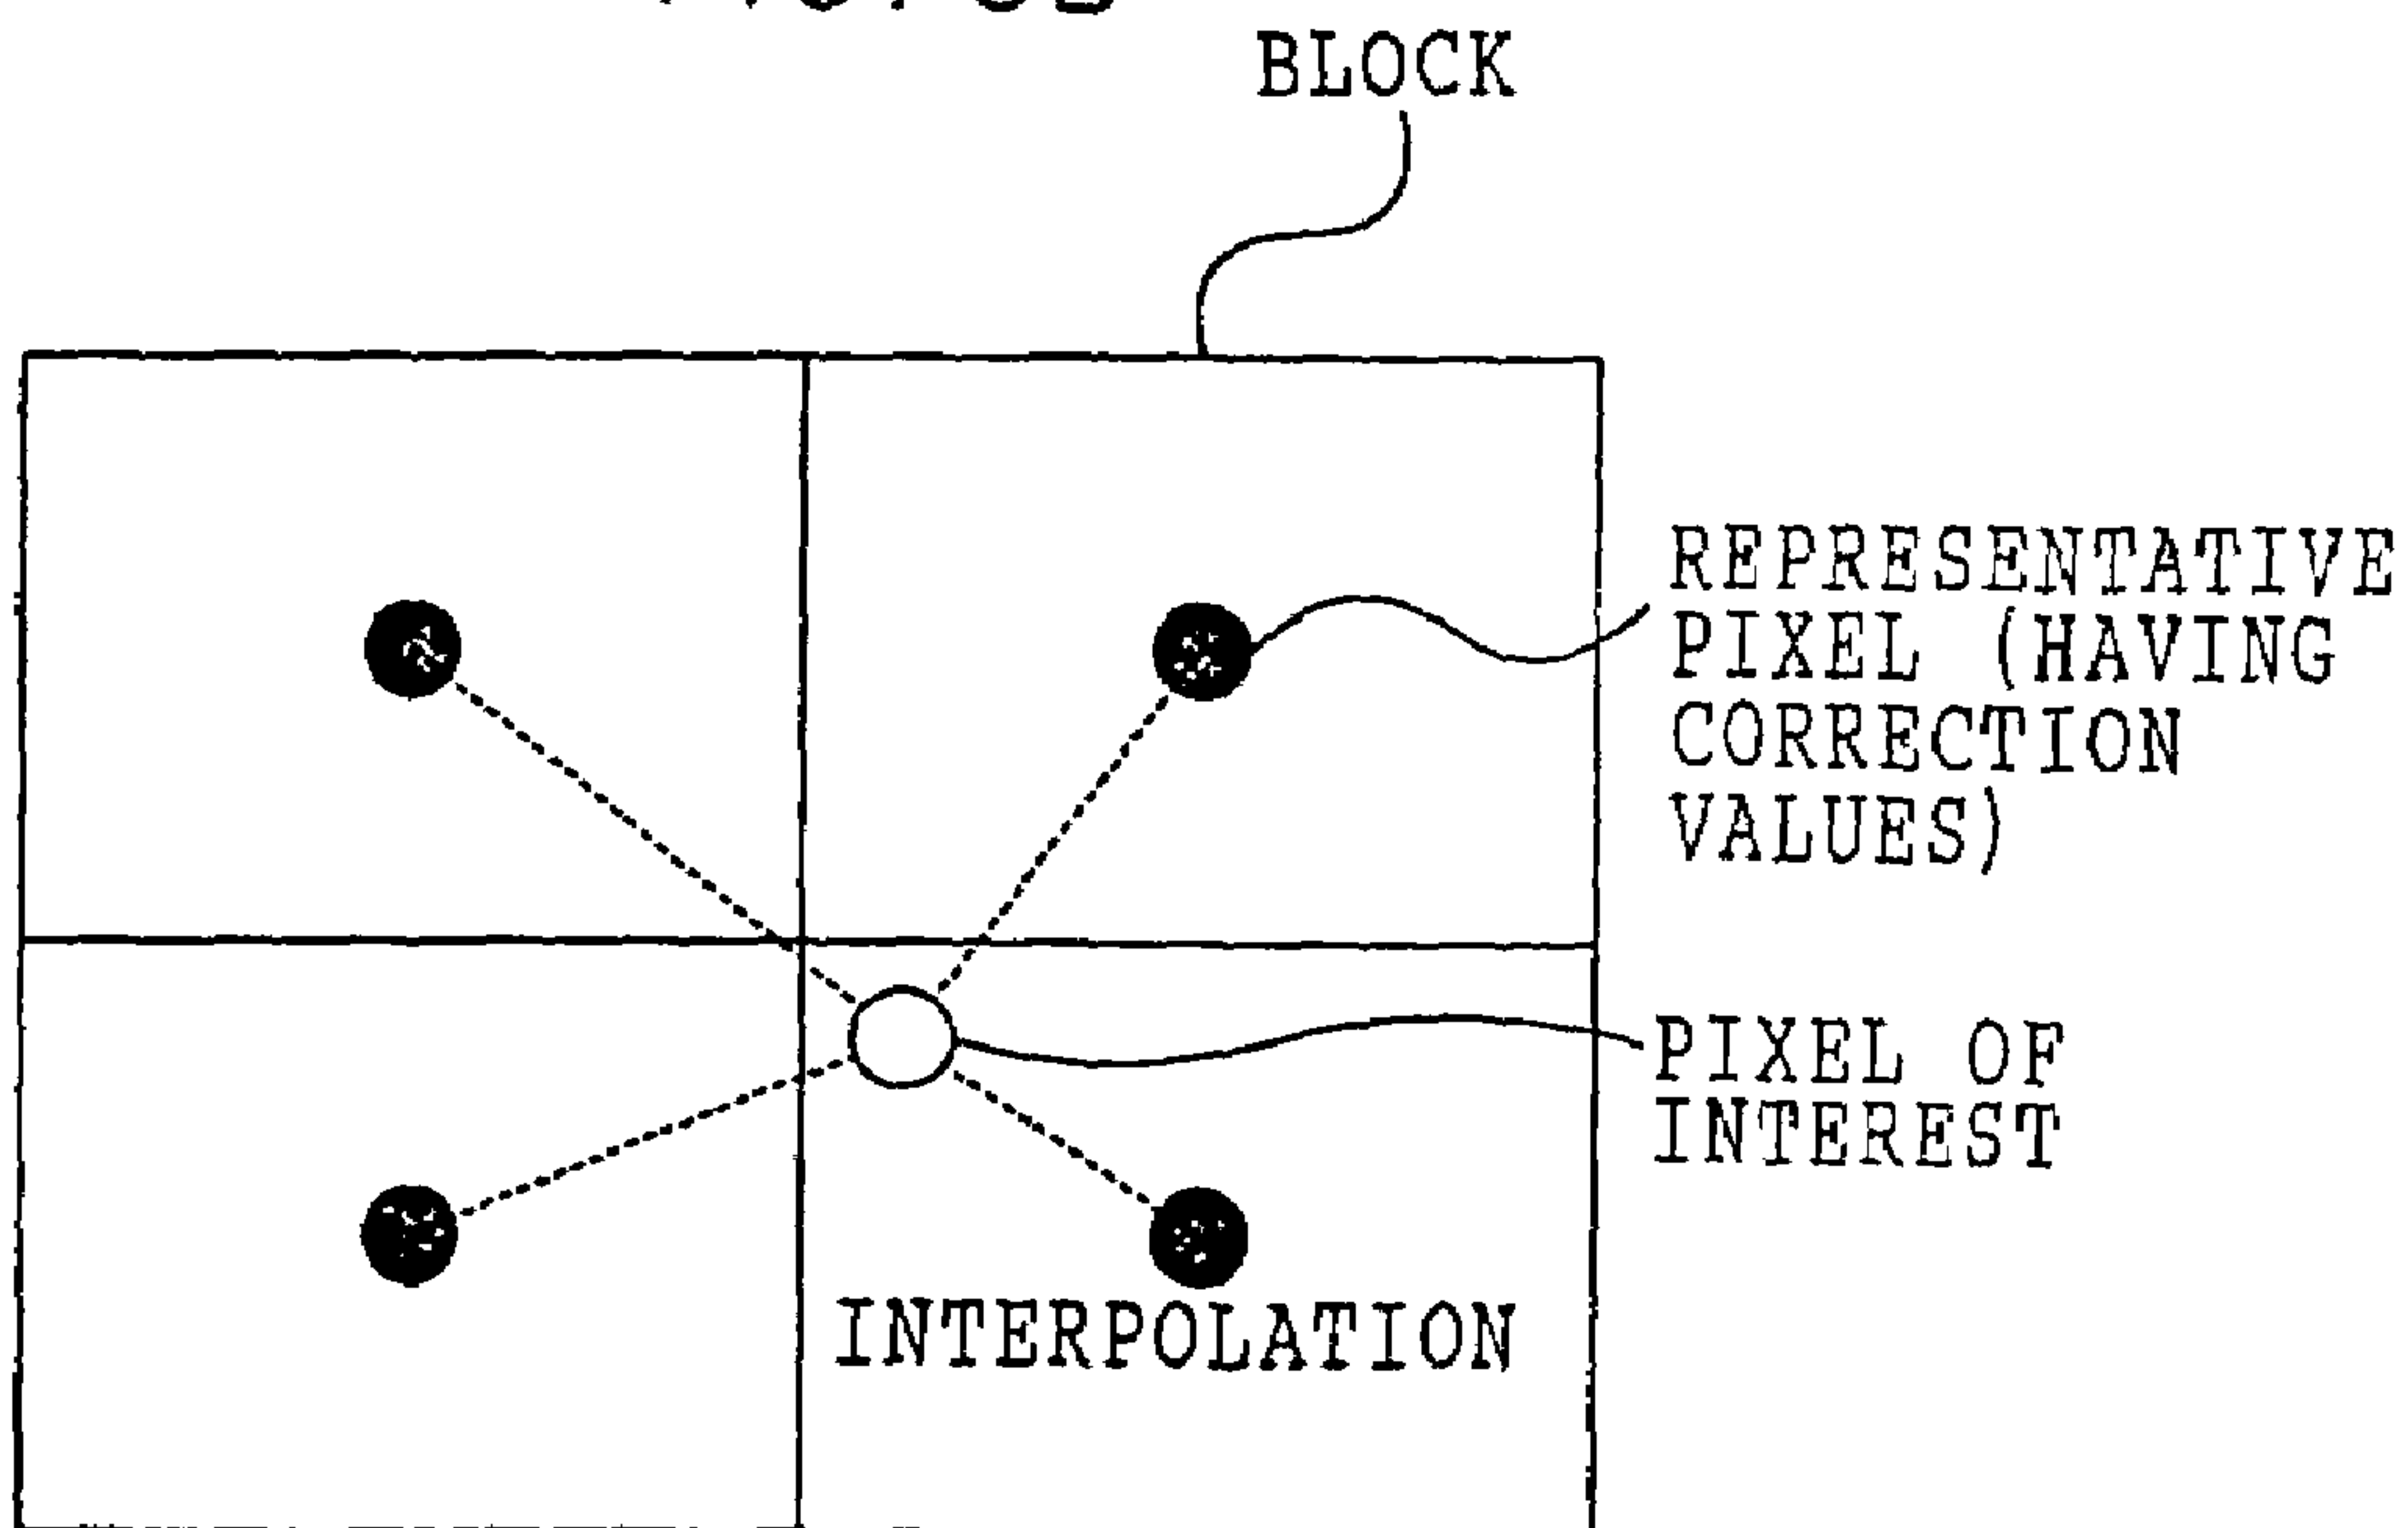 BLOCK
REPRESENTATIVE
PIXEL (HAVING
CORRECTION
VALUES)
PIXEL OF
INTEREST
INTERPOLATION